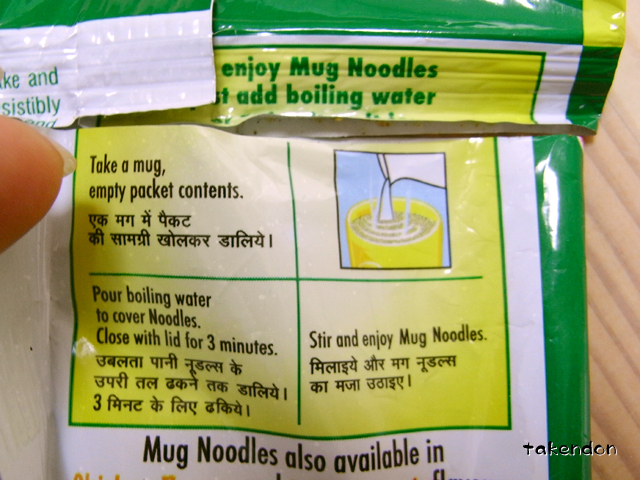 enjoy Mug Noodles
add boiling water
and
Take a mug,
empty packet contents.
एक मग में पैकट
की सामग्री खोलकर डालिये।
Pour boiling water
to cover Noodles.
Close with lid for 3 minutes.
उबलता पानी नूडल्स के
उपरी तल ढकने तक डालिये।
3 मिनट के लिए ढकिये।
Stir and enjoy Mug Noodles.
मिलाइये और मग नूडल्स
का मजा उठाइए।
Mug Noodles also available in
takendon